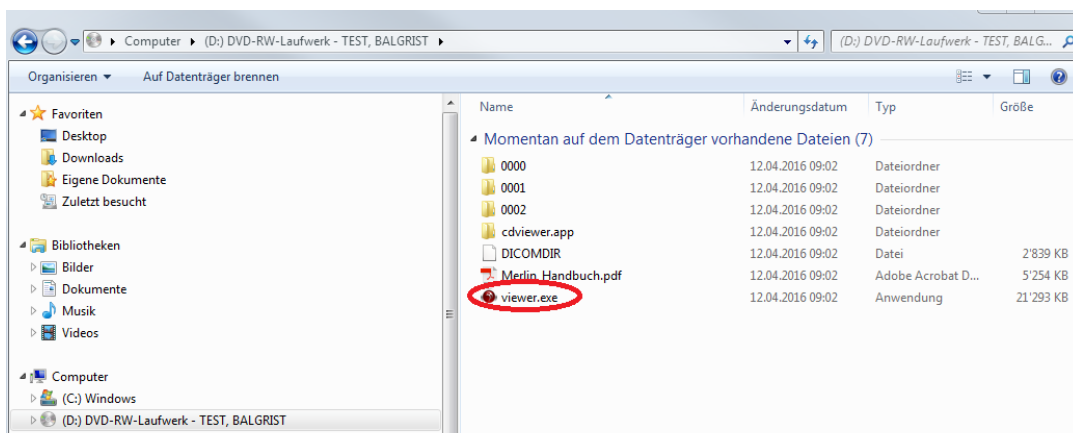 Computer ▸ (D:) DVD-RW-Laufwerk - TEST, BALGRIST ▸
(D:) DVD-RW-Laufwerk - TEST, BALG...
Organisieren Auf Datenträger brennen
Favoriten
Desktop
Downloads
Eigene Dokumente
Zuletzt besucht
Bibliotheken
Bilder
Dokumente
Musik
Videos
Computer
(C:) Windows
(D:) DVD-RW-Laufwerk - TEST, BALGRIST
Name Änderungsdatum Typ Größe
Momentan auf dem Datenträger vorhandene Dateien (7)
0000 12.04.2016 09:02 Dateiordner
0001 12.04.2016 09:02 Dateiordner
0002 12.04.2016 09:02 Dateiordner
cdviewer.app 12.04.2016 09:02 Dateiordner
DICOMDIR 12.04.2016 09:02 Datei 2'839 KB
Merlin_Handbuch.pdf 12.04.2016 09:02 Adobe Acrobat D... 5'254 KB
viewer.exe 12.04.2016 09:02 Anwendung 21'293 KB